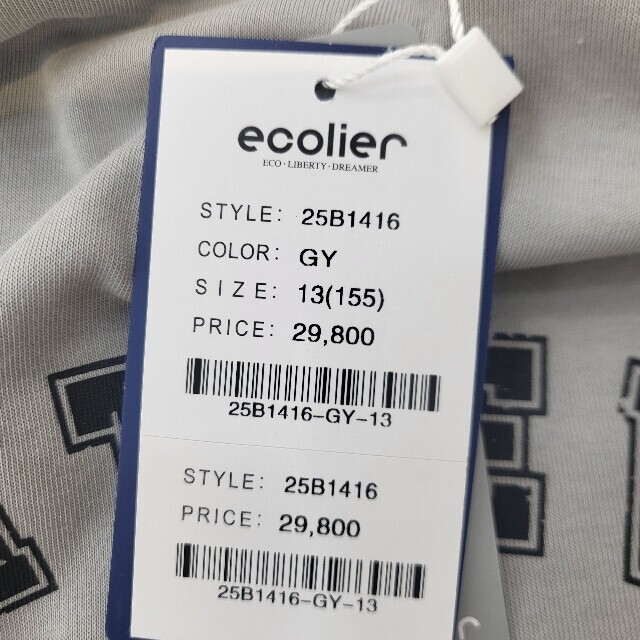 ecolier
ECO · LIBERTY · DREAMER
STYLE: 25B1416
COLOR: GY
SIZE: 13(155)
PRICE: 29,800
25B1416-GY-13
STYLE: 25B1416
PRICE: 29,800
25B1416-GY-13